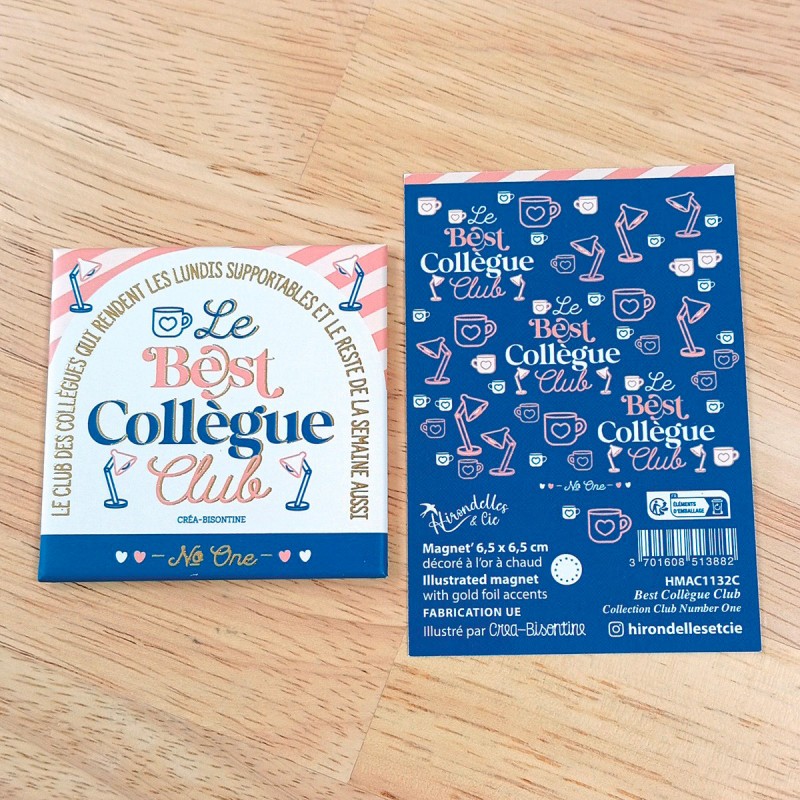 LE CLUB DES COLLÈGUES QUI RENDENT LES LUNDIS SUPPORTABLES ET LE RESTE DE LA SEMAINE AUSSI
Le
Best
Collègue
Club
CRÉA-BISONTINE
- No One -
Le
Best
Collègue
Club
Le
Best
Collègue
Club
Le
Best
Collègue
Club
- No One -
Hirondelles
& Cie
FR
ÉLÉMENTS
D'EMBALLAGE
Magnet' 6,5 x 6,5 cm
décoré à l'or à chaud
Illustrated magnet
with gold foil accents
FABRICATION UE
Illustré par Crea-Bisontine
3 701608 513882
HMAC1132C
Best Collègue Club
Collection Club Number One
hirondellesetcie